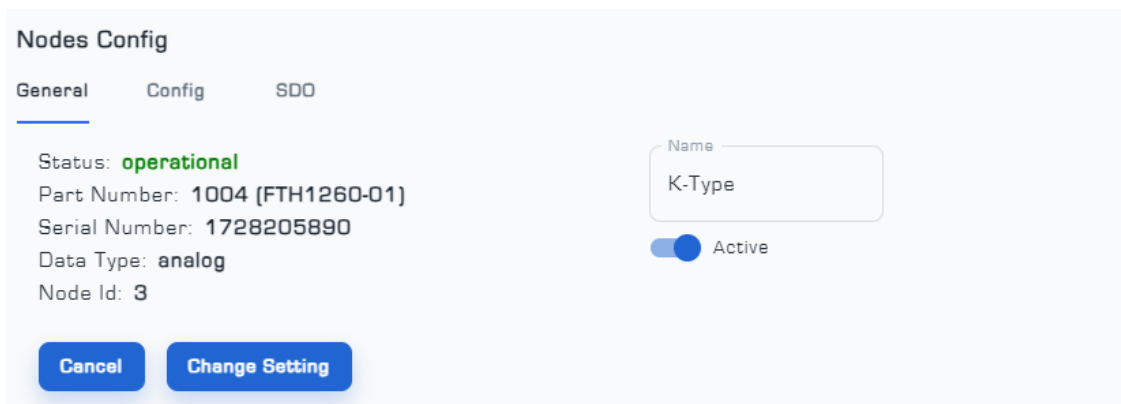 Nodes Config
General Config SDO
Status: operational
Part Number: 1004 (FTH1260-01)
Serial Number: 1728205890
Data Type: analog
Node Id: 3
Name
K-Type
Active
Cancel Change Setting